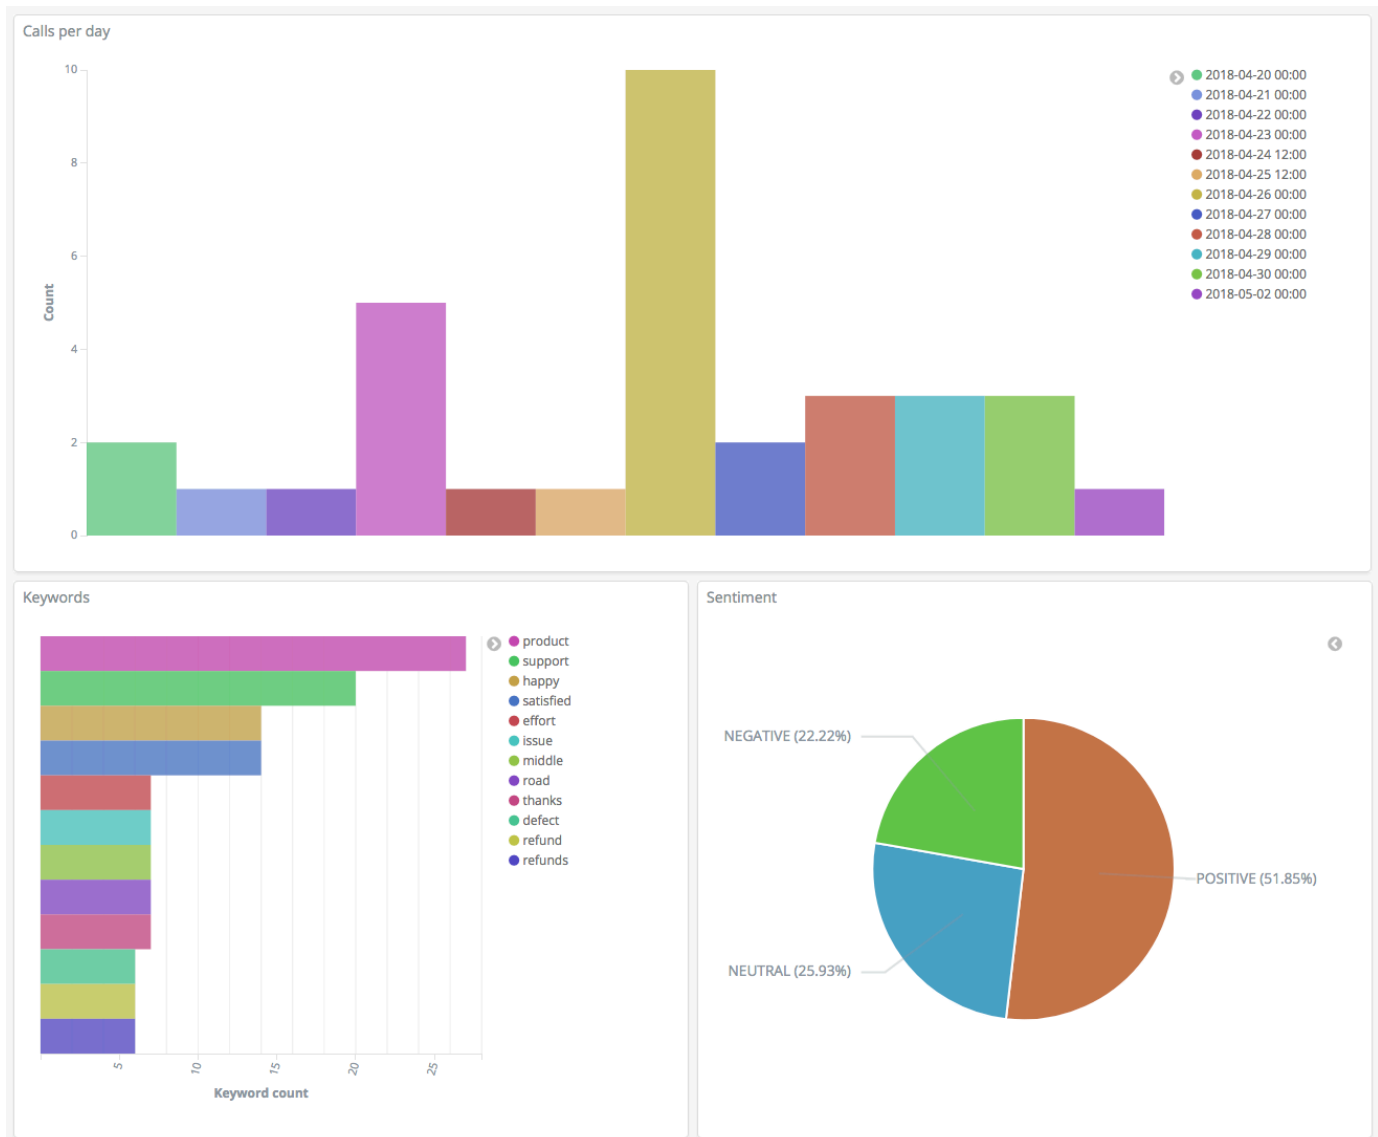 Calls per day
10
8
6
4
2
0
Count
2018-04-20 00:00
2018-04-21 00:00
2018-04-22 00:00
2018-04-23 00:00
2018-04-24 12:00
2018-04-25 12:00
2018-04-26 00:00
2018-04-27 00:00
2018-04-28 00:00
2018-04-29 00:00
2018-04-30 00:00
2018-05-02 00:00
Keywords
product
support
happy
satisfied
effort
issue
middle
road
thanks
defect
refund
refunds
5
10
15
20
25
Keyword count
Sentiment
NEGATIVE (22.22%)
POSITIVE (51.85%)
NEUTRAL (25.93%)